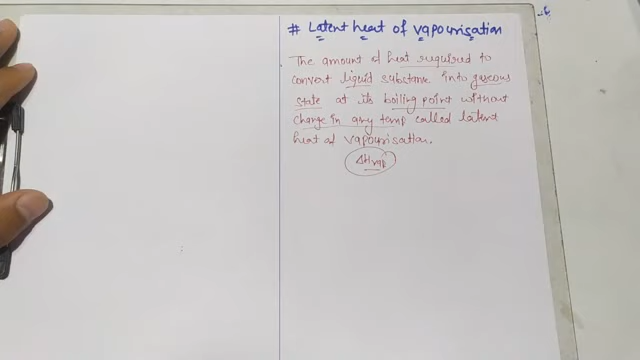 # Latent heat of vapourisation
The amount of heat required to
convert liquid substance into gaseous
state at its boiling point without
change in any temp called latent
heat of vapourisation.
ΔHvap